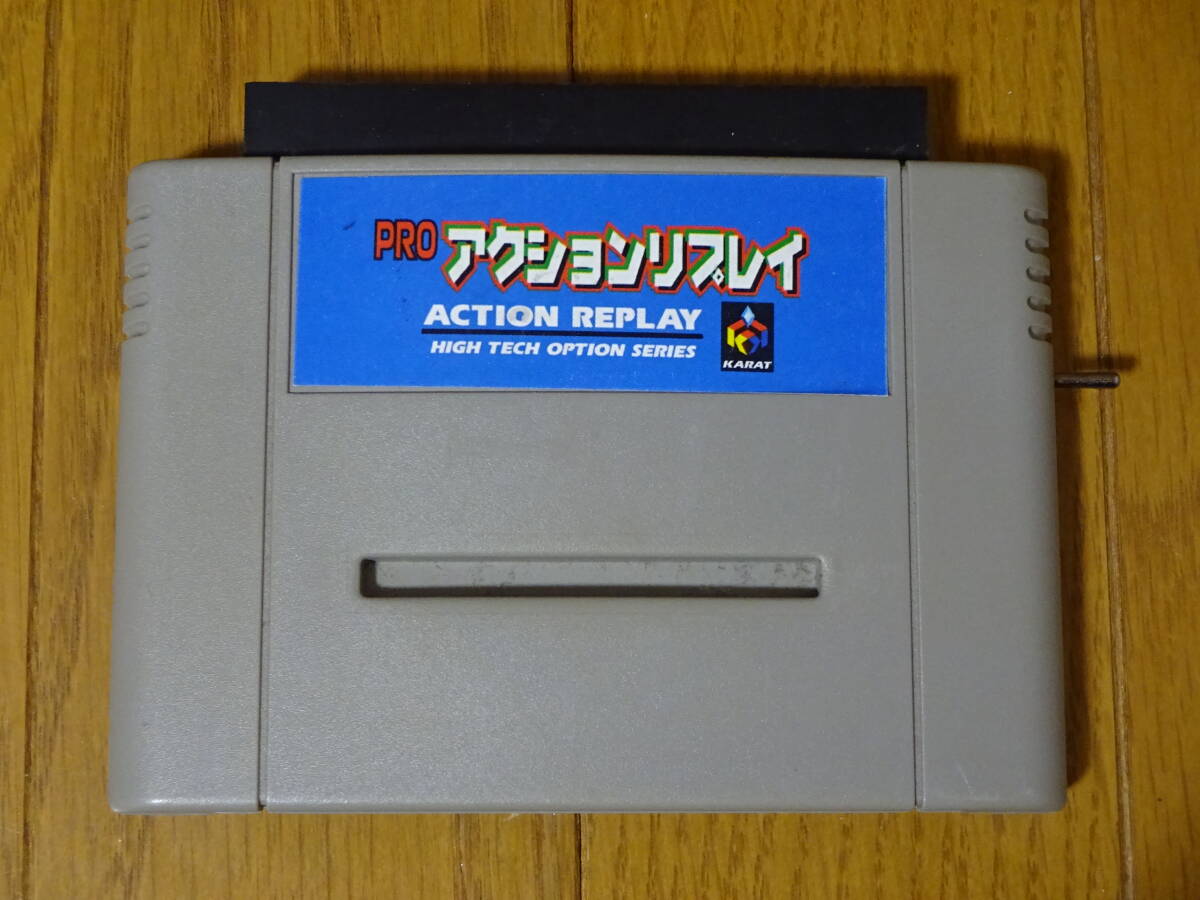 PRO アクションリプレイ
ACTION REPLAY
HIGH TECH OPTION SERIES
KARAT